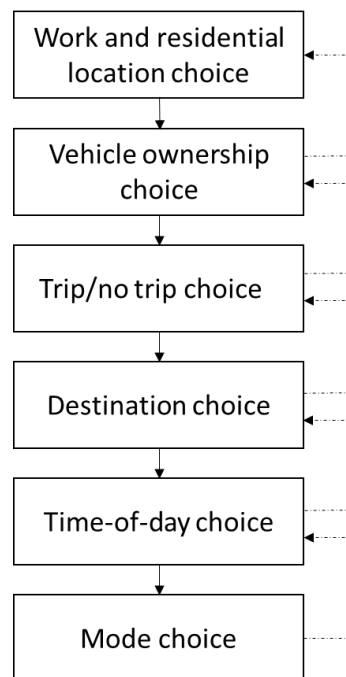 Work and residential
location choice
Vehicle ownership
choice
Trip/no trip choice
Destination choice
Time-of-day choice
Mode choice